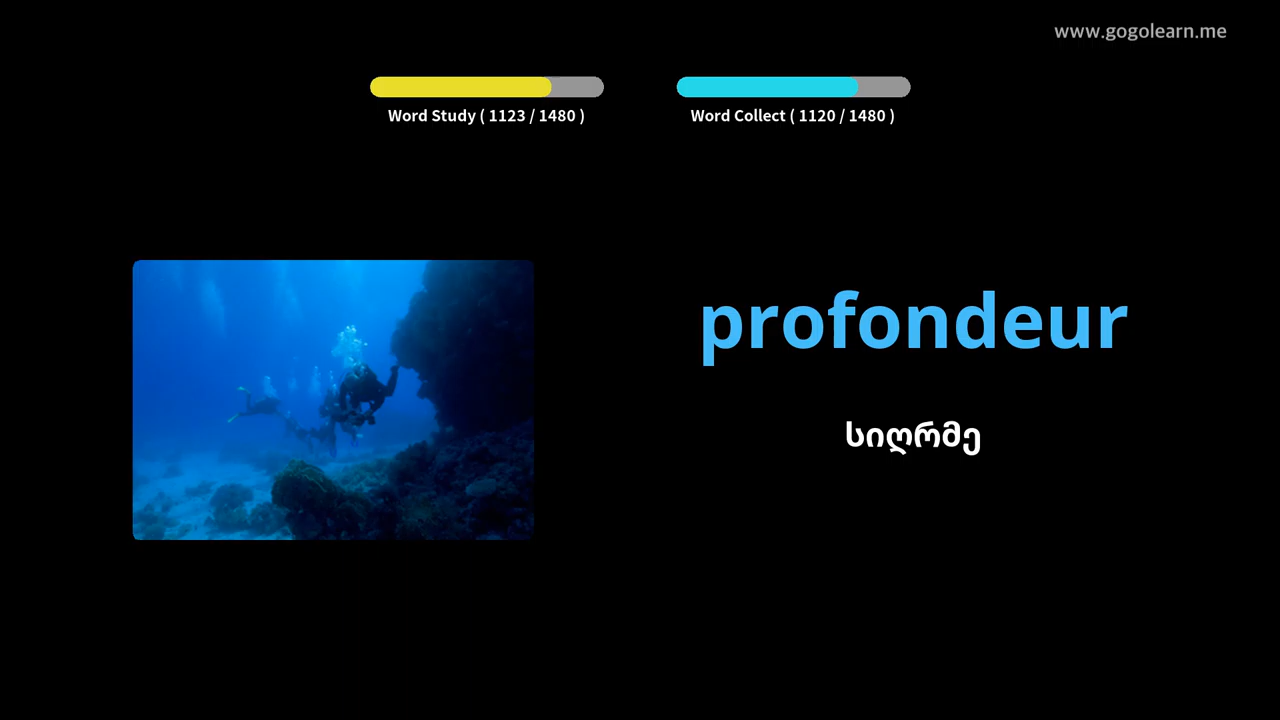 www.gogolearn.me
Word Study ( 1123 / 1480 )
Word Collect ( 1120 / 1480 )
profondeur
სიღრმე